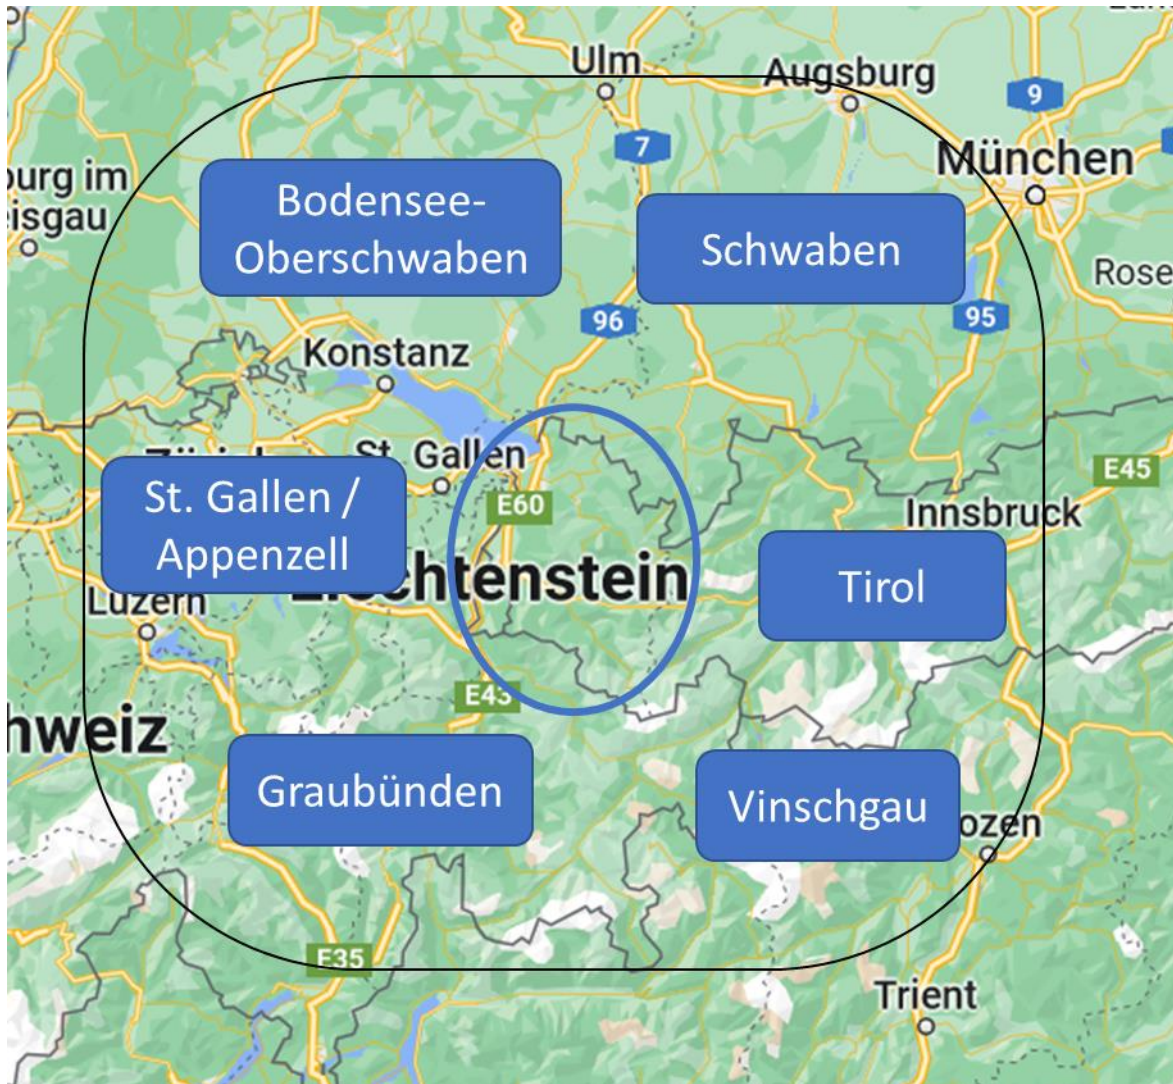 Ulm
Augsburg
9
7
München
burg im
eisgau
Bodensee-
Oberschwaben
Schwaben
Rose
96
95
Konstanz
St. Gallen
E45
E60
Innsbruck
St. Gallen /
Appenzell
chtenstein
Tirol
Luzern
E43
hweiz
Graubünden
Vinschgau
ozen
E35
Trient